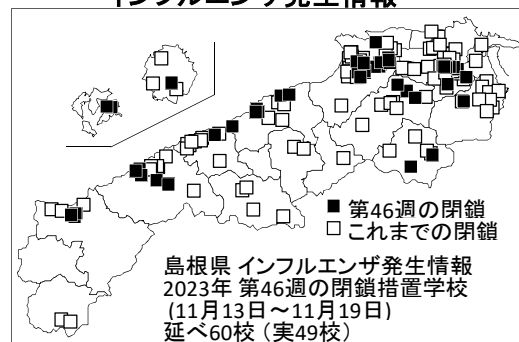 インフルエンザ発生情報
■ 第46週の閉鎖
□ これまでの閉鎖
島根県 インフルエンザ発生情報
2023年 第46週の閉鎖措置学校
(11月13日～11月19日)
延べ60校（実49校）